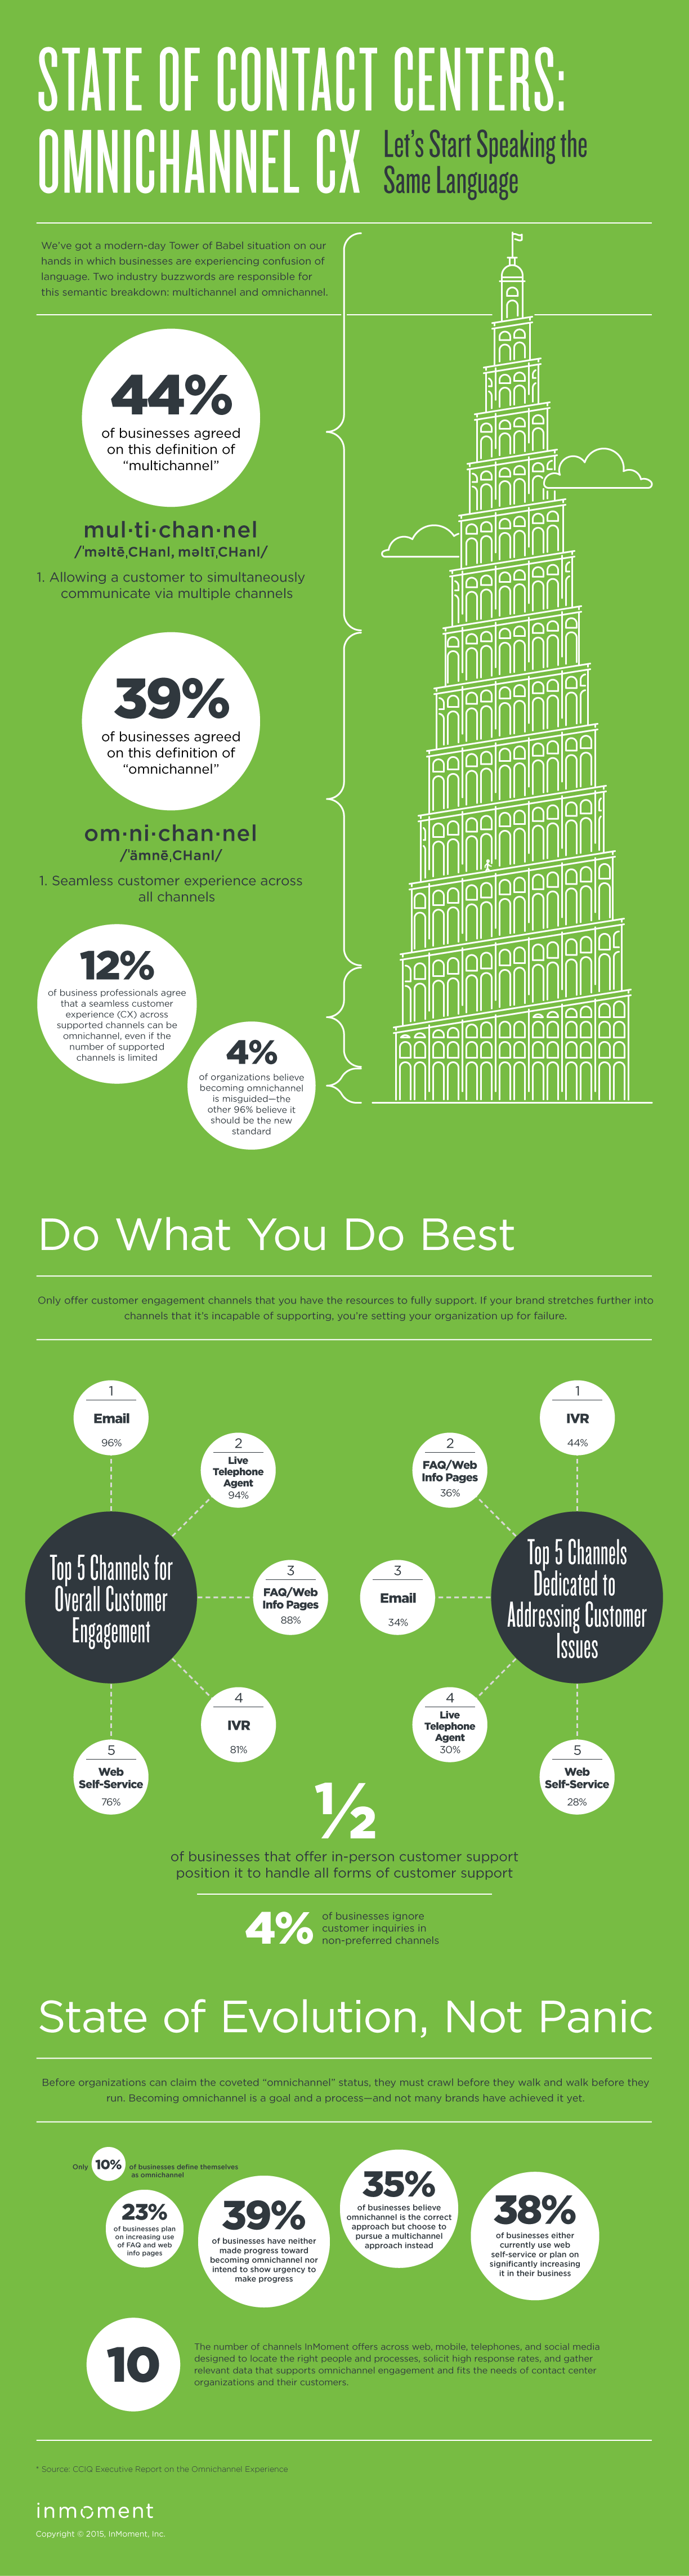 STATE OF CONTACT CENTERS:
OMNICHANNEL CX
Let's Start Speaking the
Same Language
We've got a modern-day Tower of Babel situation on our
hands in which businesses are experiencing confusion of
language. Two industry buzzwords are responsible for
this semantic breakdown: multichannel and omnichannel.
44%
of businesses agreed
on this definition of
“multichannel”
mul·ti·chan·nel
/ˈməltēˌCHanl, məltīˌCHanl/
1. Allowing a customer to simultaneously
communicate via multiple channels
39%
of businesses agreed
on this definition of
“omnichannel”
om·ni·chan·nel
/ˈämnēˌCHanl/
1. Seamless customer experience across
all channels
12%
of business professionals agree
that a seamless customer
experience (CX) across
supported channels can be
omnichannel, even if the
number of supported
channels is limited
4%
of organizations believe
becoming omnichannel
is misguided—the
other 96% believe it
should be the new
standard
Do What You Do Best
Only offer customer engagement channels that you have the resources to fully support. If your brand stretches further into
channels that it's incapable of supporting, you're setting your organization up for failure.
Top 5 Channels for
Overall Customer
Engagement
1
Email
96%
2
Live
Telephone
Agent
94%
3
FAQ/Web
Info Pages
88%
4
IVR
81%
5
Web
Self-Service
76%
Top 5 Channels
Dedicated to
Addressing Customer
Issues
1
IVR
44%
2
FAQ/Web
Info Pages
36%
3
Email
34%
4
Live
Telephone
Agent
30%
5
Web
Self-Service
28%
½
of businesses that offer in-person customer support
position it to handle all forms of customer support
4%
of businesses ignore
customer inquiries in
non-preferred channels
State of Evolution, Not Panic
Before organizations can claim the coveted “omnichannel” status, they must crawl before they walk and walk before they
run. Becoming omnichannel is a goal and a process—and not many brands have achieved it yet.
Only 10% of businesses define themselves
as omnichannel
23%
of businesses plan
on increasing use
of FAQ and web
info pages
39%
of businesses have neither
made progress toward
becoming omnichannel nor
intend to show urgency to
make progress
35%
of businesses believe
omnichannel is the correct
approach but choose to
pursue a multichannel
approach instead
38%
of businesses either
currently use web
self-service or plan on
significantly increasing
it in their business
10
The number of channels InMoment offers across web, mobile, telephones, and social media
designed to locate the right people and processes, solicit high response rates, and gather
relevant data that supports omnichannel engagement and fits the needs of contact center
organizations and their customers.
* Source: CCIQ Executive Report on the Omnichannel Experience
inmoment
Copyright © 2015, InMoment, Inc.